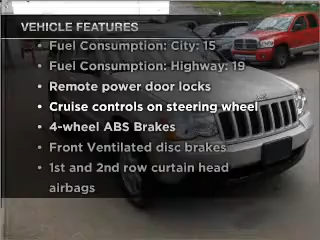 VEHICLE FEATURES
• Fuel Consumption: City: 15
• Fuel Consumption: Highway: 19
• Remote power door locks
• Cruise controls on steering wheel
• 4-wheel ABS Brakes
• Front Ventilated disc brakes
• 1st and 2nd row curtain head
airbags